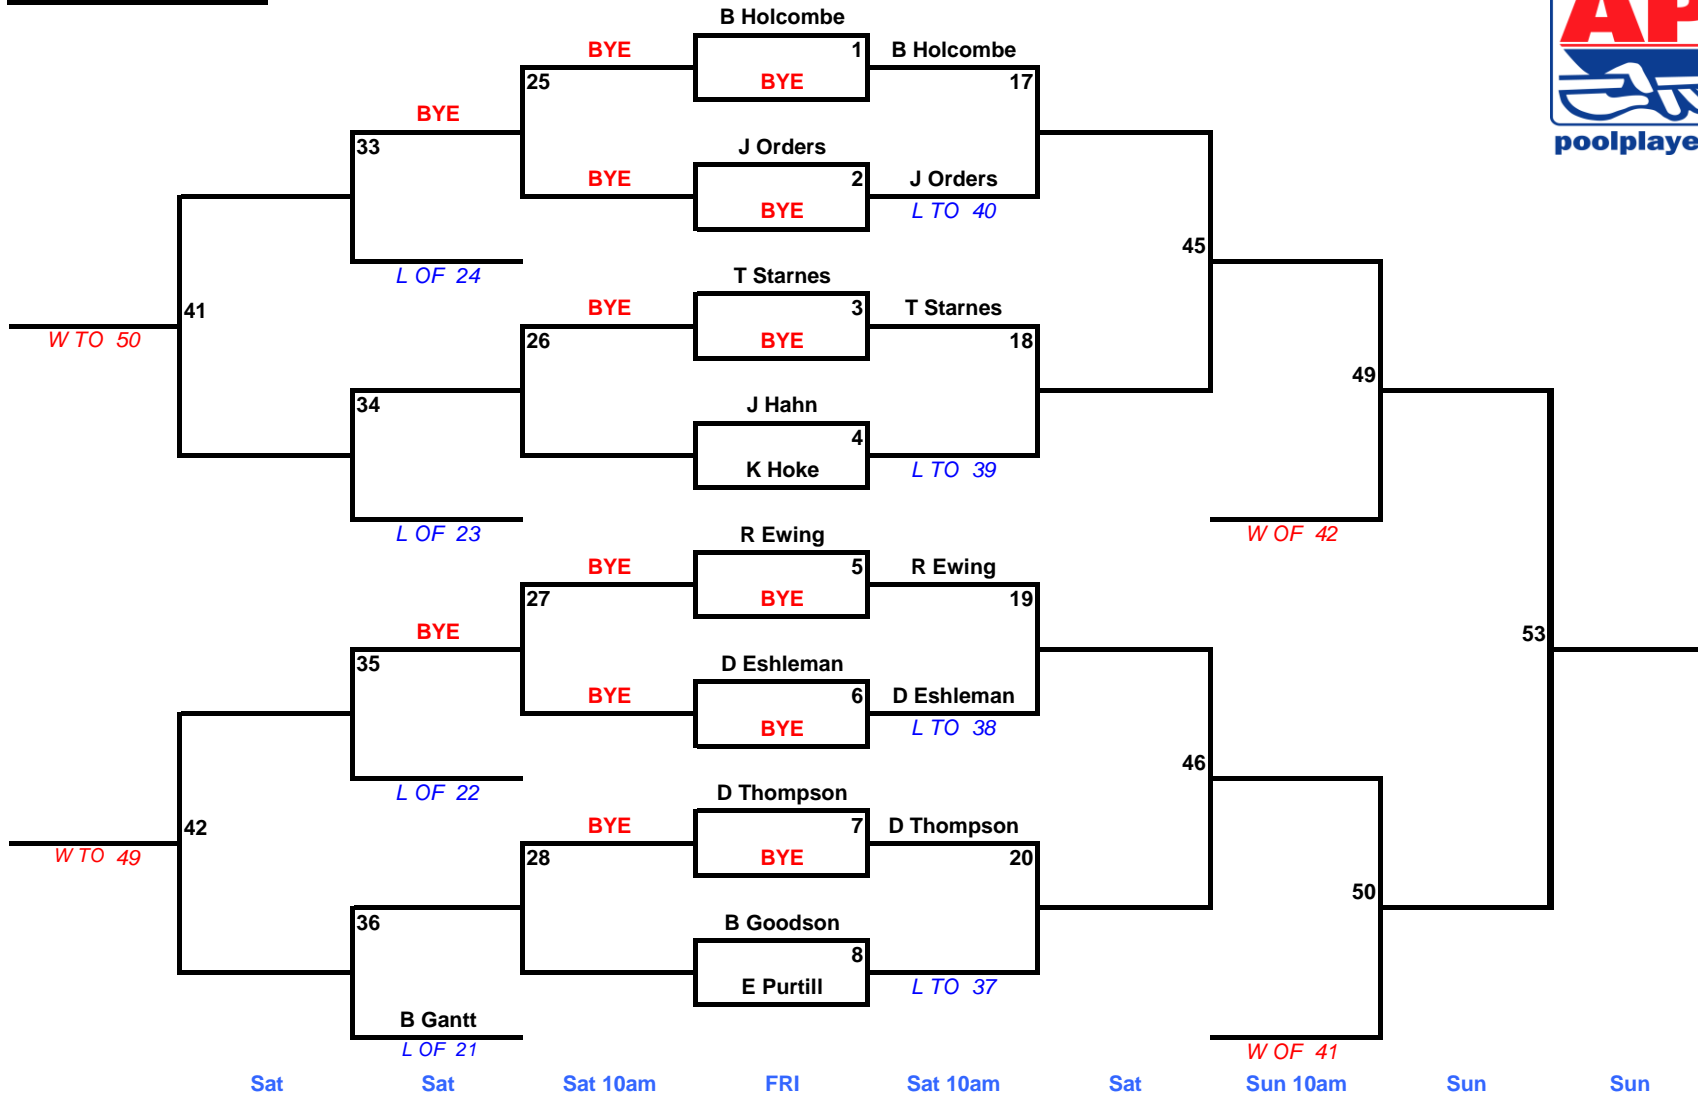 B Holcombe
BYE 1 B Holcombe
25 BYE 17
BYE
33 J Orders
BYE 2 J Orders
BYE L TO 40
45
L OF 24 T Starnes
41 BYE 3 T Starnes
W TO 50 26 BYE 18
49
34 J Hahn
4
K Hoke L TO 39
L OF 23 W OF 42
R Ewing
BYE 5 R Ewing
27 BYE 19
BYE 53
35 D Eshleman
BYE 6 D Eshleman
BYE L TO 38
46
L OF 22 D Thompson
42 BYE 7 D Thompson
W TO 49 28 BYE 20
50
36 B Goodson
8
E Purtill L TO 37
B Gantt
L OF 21 W OF 41
Sat Sat Sat 10am FRI Sat 10am Sat Sun 10am Sun Sun
AP
poolplaye